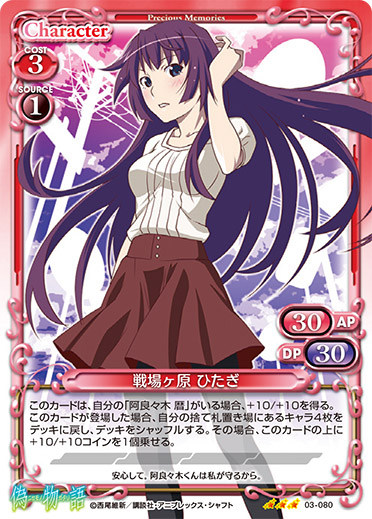 Precious Memories
Character
COST
3
SOURCE
1
30 AP
DP 30
戦場ヶ原 ひたぎ
このカードは、自分の「阿良々木 暦」がいる場合、+10/+10を得る。
このカードが登場した場合、自分の捨て札置き場にあるキャラ4枚を
デッキに戻し、デッキをシャッフルする。その場合、このカードの上に
+10/+10コインを1個乗せる。
安心して、阿良々木くんは私が守るから。
偽物語
©西尾維新/講談社・アニプレックス・シャフト
03-080